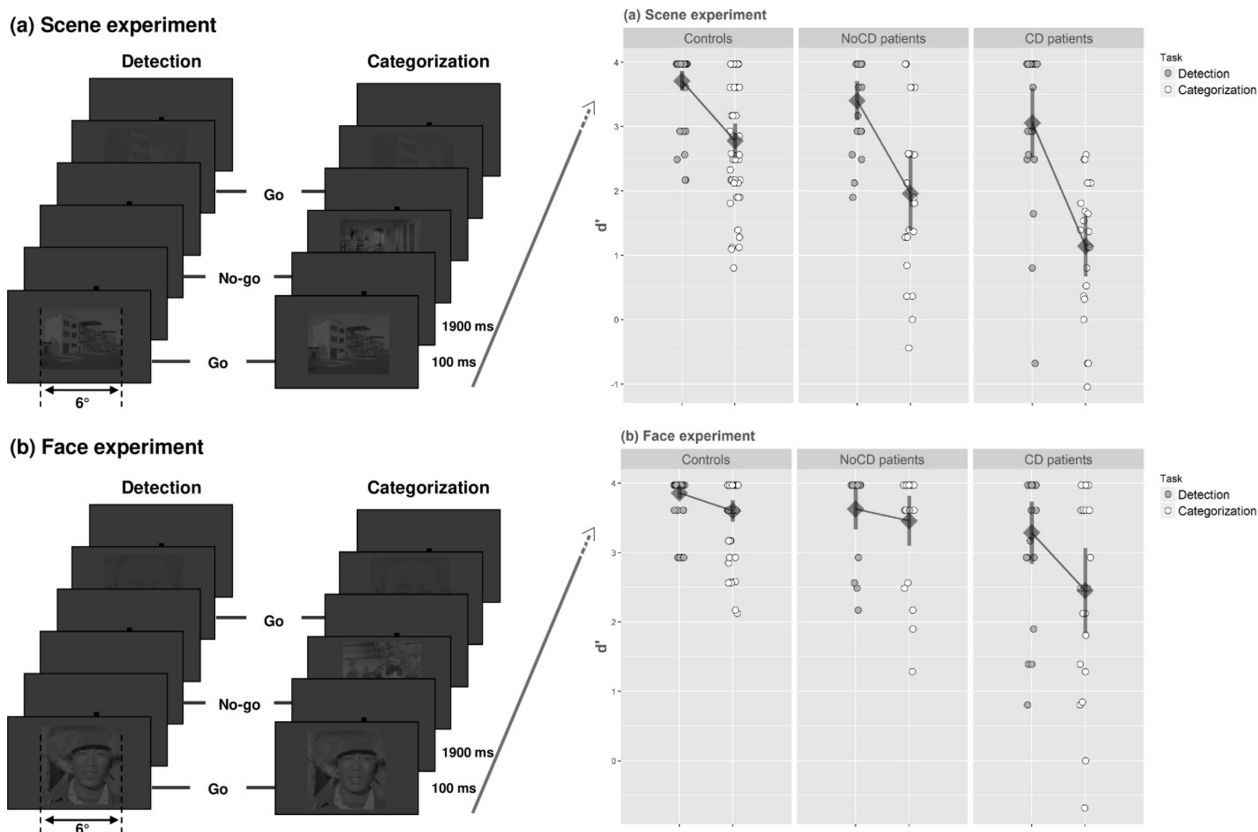 (a) Scene experiment
Detection
Categorization
Go
No-go
1900 ms
Go
100 ms
6°
(b) Face experiment
Detection
Categorization
Go
No-go
1900 ms
Go
100 ms
6°
(a) Scene experiment
Controls
NoCD patients
CD patients
Task
Detection
Categorization
4
3
2
1
0
-1
d'
(b) Face experiment
Controls
NoCD patients
CD patients
Task
Detection
Categorization
4
3
2
1
0
d'